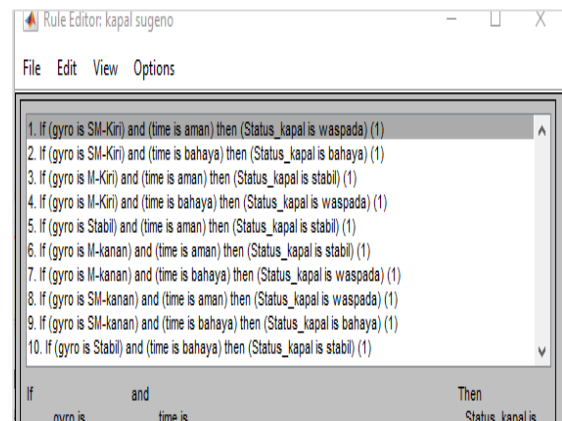 Rule Editor: kapal sugeno
File Edit View Options
1. If (gyro is SM-Kiri) and (time is aman) then (Status_kapal is waspada) (1)
2. If (gyro is SM-Kiri) and (time is bahaya) then (Status_kapal is bahaya) (1)
3. If (gyro is M-Kiri) and (time is aman) then (Status_kapal is stabil) (1)
4. If (gyro is M-Kiri) and (time is bahaya) then (Status_kapal is waspada) (1)
5. If (gyro is Stabil) and (time is aman) then (Status_kapal is stabil) (1)
6. If (gyro is M-kanan) and (time is aman) then (Status_kapal is stabil) (1)
7. If (gyro is M-kanan) and (time is bahaya) then (Status_kapal is waspada) (1)
8. If (gyro is SM-kanan) and (time is aman) then (Status_kapal is waspada) (1)
9. If (gyro is SM-kanan) and (time is bahaya) then (Status_kapal is bahaya) (1)
10. If (gyro is Stabil) and (time is bahaya) then (Status_kapal is stabil) (1)
If and Then
gyro is time is Status_kapal is